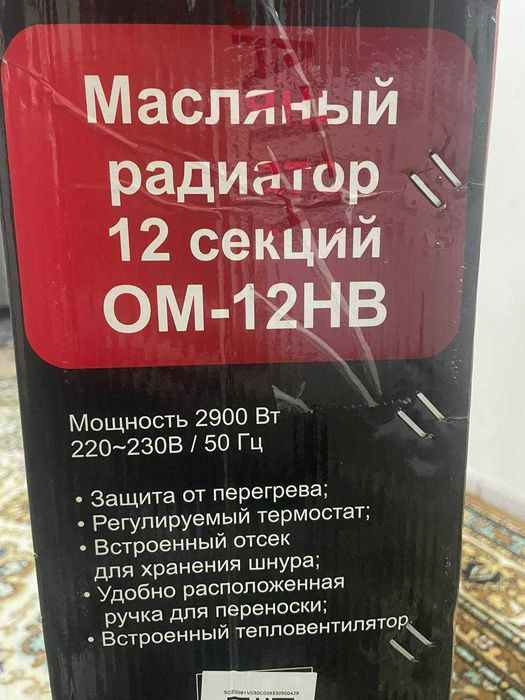 Масляный
радиатор
12 секций
ОМ-12НВ
Мощность 2900 Вт
220~230В / 50 Гц
• Защита от перегрева;
• Регулируемый термостат;
• Встроенный отсек
для хранения шнура;
• Удобно расположенная
ручка для переноски;
• Встроенный тепловентилятор.